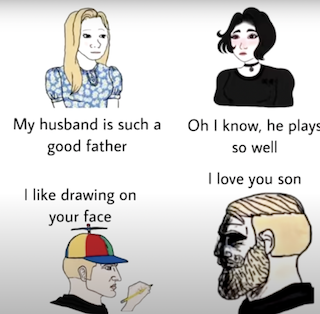 My husband is such a
good father
Oh I know, he plays
so well
I like drawing on
your face
I love you son